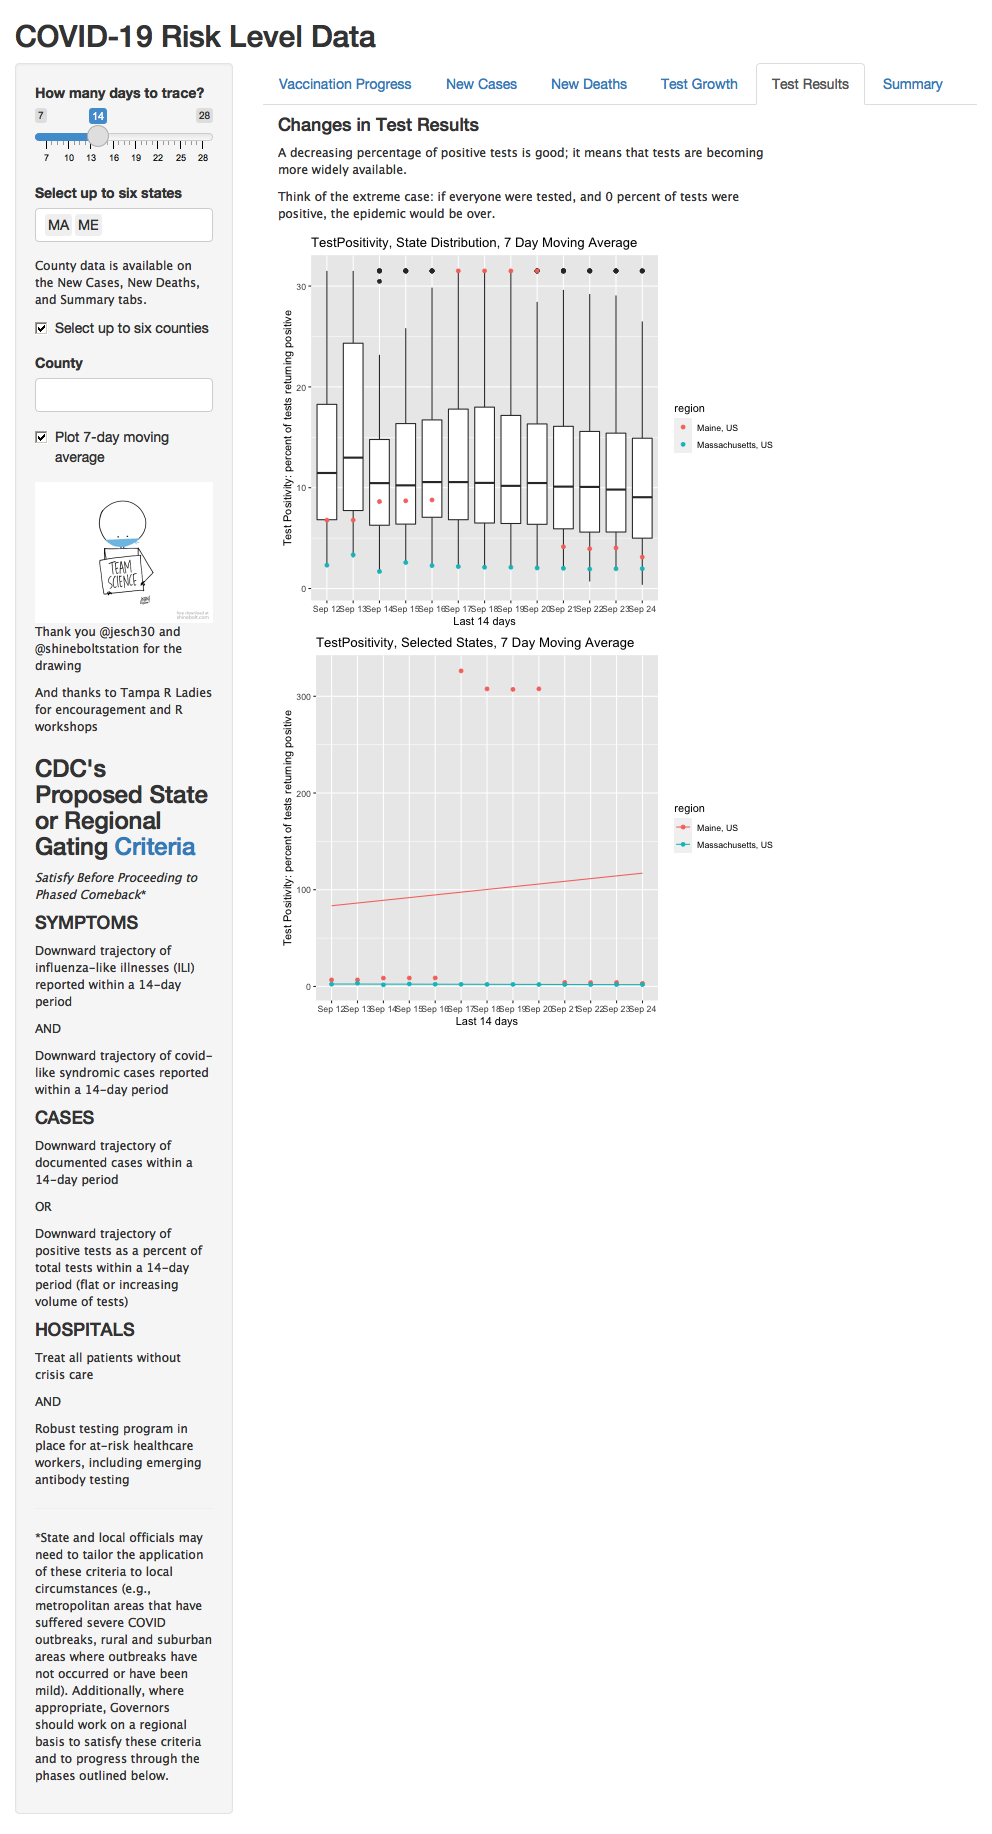 COVID-19 Risk Level Data
How many days to trace?
7 14 28
7 10 13 16 19 22 25 28
Select up to six states
MA ME
County data is available on
the New Cases, New Deaths,
and Summary tabs.
Select up to six counties
County
Plot 7-day moving
average
TEAM
SCIENCE
Thank you @jesch30 and
@shineboltstation for the
drawing
And thanks to Tampa R Ladies
for encouragement and R
workshops
CDC's
Proposed State
or Regional
Gating Criteria
Satisfy Before Proceeding to
Phased Comeback*
SYMPTOMS
Downward trajectory of
influenza-like illnesses (ILI)
reported within a 14-day
period
AND
Downward trajectory of covid-
like syndromic cases reported
within a 14-day period
CASES
Downward trajectory of
documented cases within a
14-day period
OR
Downward trajectory of
positive tests as a percent of
total tests within a 14-day
period (flat or increasing
volume of tests)
HOSPITALS
Treat all patients without
crisis care
AND
Robust testing program in
place for at-risk healthcare
workers, including emerging
antibody testing
*State and local officials may
need to tailor the application
of these criteria to local
circumstances (e.g.,
metropolitan areas that have
suffered severe COVID
outbreaks, rural and suburban
areas where outbreaks have
not occurred or have been
mild). Additionally, where
appropriate, Governors
should work on a regional
basis to satisfy these criteria
and to progress through the
phases outlined below.
Vaccination Progress New Cases New Deaths Test Growth Test Results Summary
Changes in Test Results
A decreasing percentage of positive tests is good; it means that tests are becoming
more widely available.
Think of the extreme case: if everyone were tested, and 0 percent of tests were
positive, the epidemic would be over.
TestPositivity, State Distribution, 7 Day Moving Average
Test Positivity: percent of tests returning positive
30
20
10
0
Sep 12 Sep 13 Sep 14 Sep 15 Sep 16 Sep 17 Sep 18 Sep 19 Sep 20 Sep 21 Sep 22 Sep 23 Sep 24
Last 14 days
region
Maine, US
Massachusetts, US
TestPositivity, Selected States, 7 Day Moving Average
Test Positivity: percent of tests returning positive
300
200
100
0
Sep 12 Sep 13 Sep 14 Sep 15 Sep 16 Sep 17 Sep 18 Sep 19 Sep 20 Sep 21 Sep 22 Sep 23 Sep 24
Last 14 days
region
Maine, US
Massachusetts, US